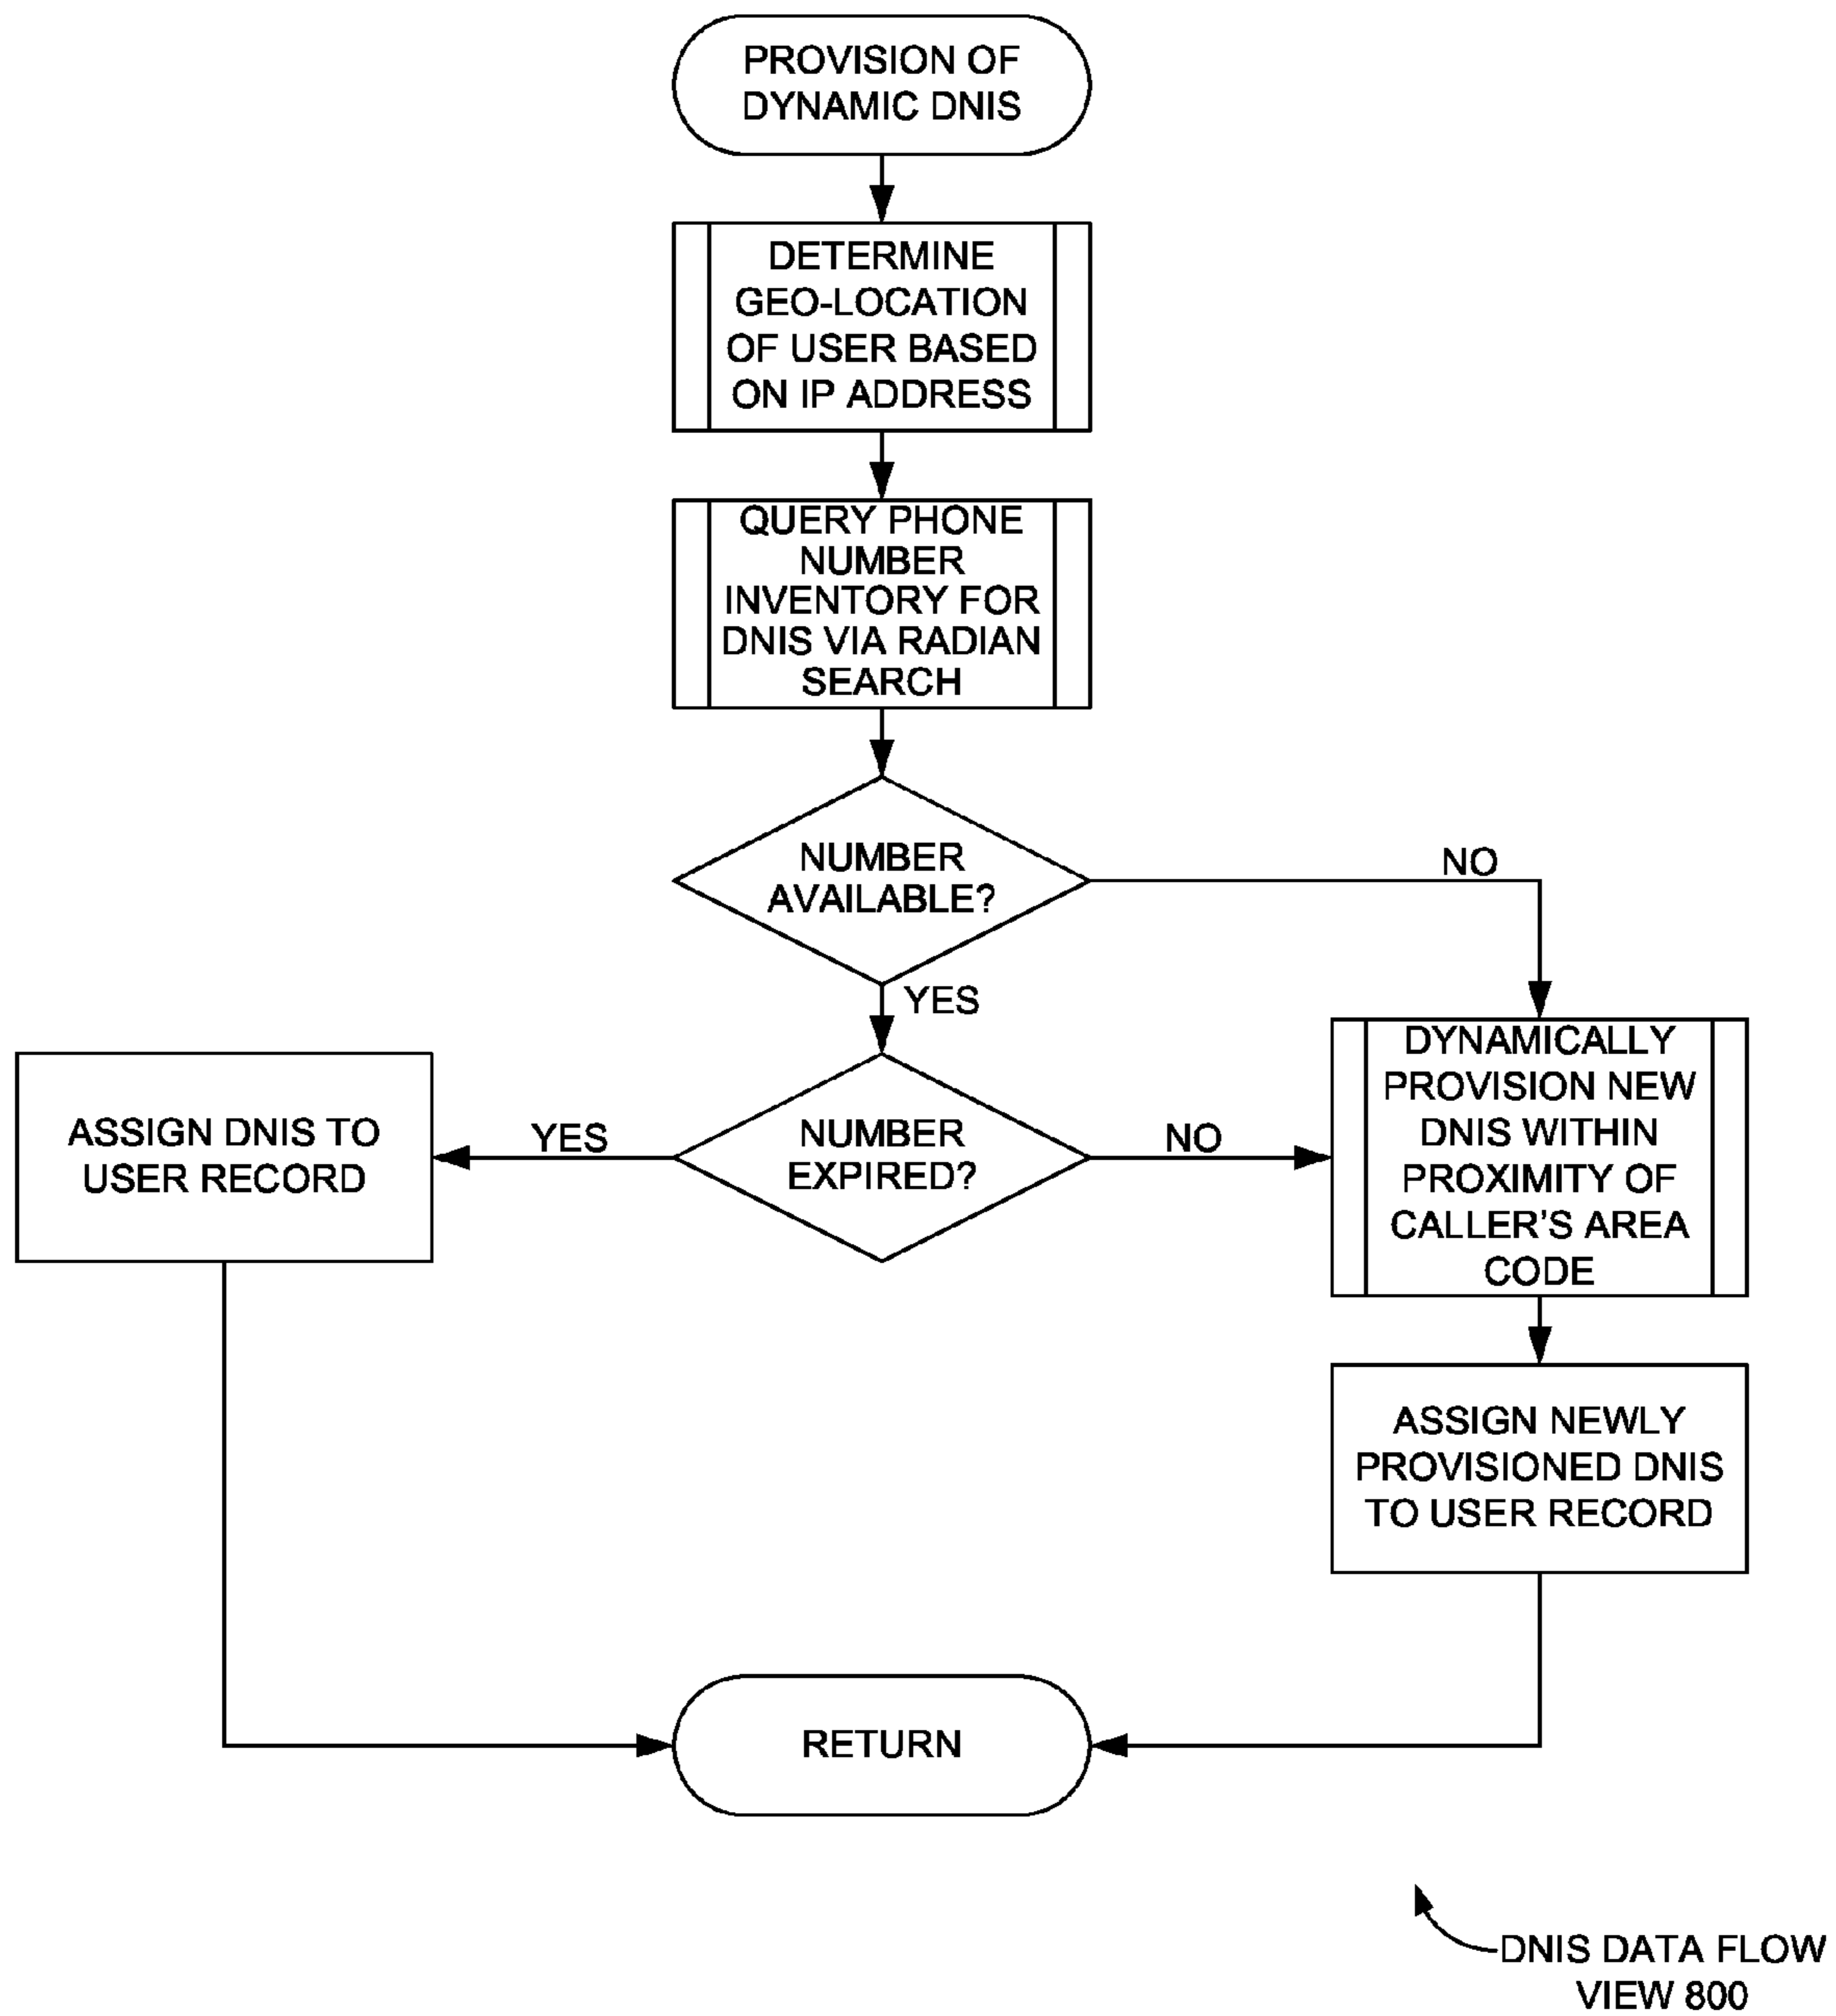 PROVISION OF
DYNAMIC DNIS
DETERMINE
GEO-LOCATION
OF USER BASED
ON IP ADDRESS
QUERY PHONE
NUMBER
INVENTORY FOR
DNIS VIA RADIAN
SEARCH
NUMBER
AVAILABLE?
NO
YES
ASSIGN DNIS TO
USER RECORD
YES
NUMBER
EXPIRED?
NO
DYNAMICALLY
PROVISION NEW
DNIS WITHIN
PROXIMITY OF
CALLER'S AREA
CODE
ASSIGN NEWLY
PROVISIONED DNIS
TO USER RECORD
RETURN
DNIS DATA FLOW
VIEW 800